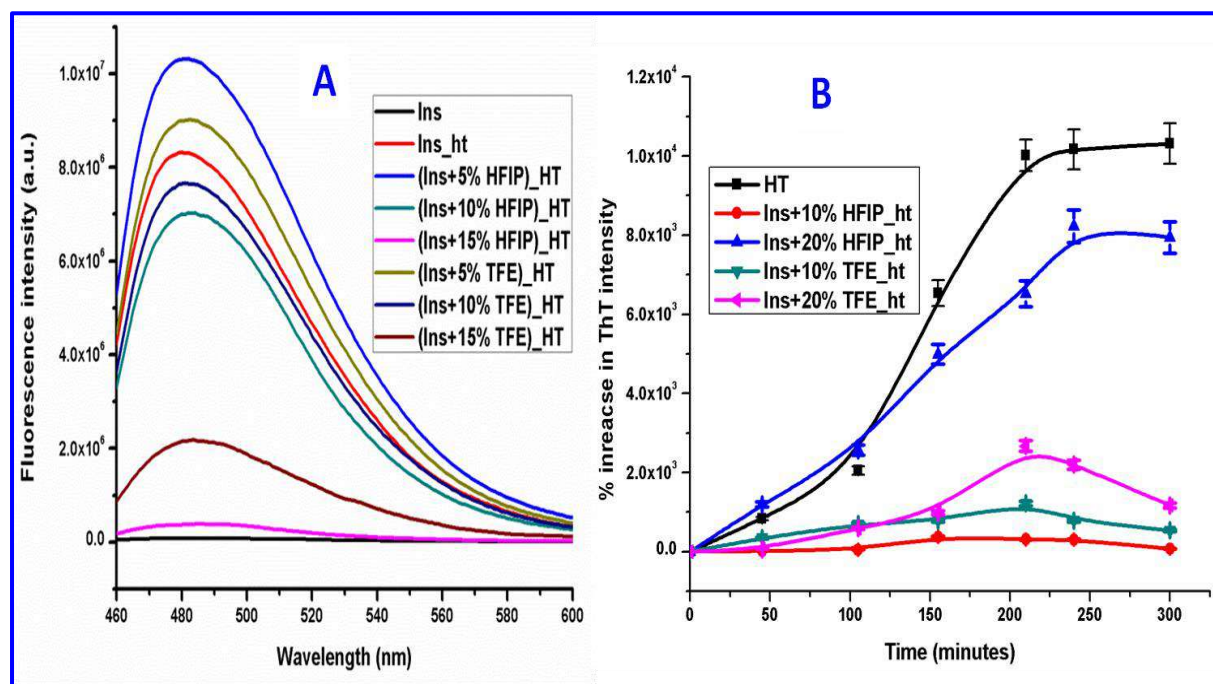 A
Fluorescence intensity (a.u.)
1.0x10⁷
8.0x10⁶
6.0x10⁶
4.0x10⁶
2.0x10⁶
0.0
460 480 500 520 540 560 580 600
Wavelength (nm)
Ins
Ins_ht
(Ins+5% HFIP)_HT
(Ins+10% HFIP)_HT
(Ins+15% HFIP)_HT
(Ins+5% TFE)_HT
(Ins+10% TFE)_HT
(Ins+15% TFE)_HT
B
% inreacse in ThT intensity
1.2x10⁴
1.0x10⁴
8.0x10³
6.0x10³
4.0x10³
2.0x10³
0.0
0 50 100 150 200 250 300
Time (minutes)
HT
Ins+10% HFIP_ht
Ins+20% HFIP_ht
Ins+10% TFE_ht
Ins+20% TFE_ht